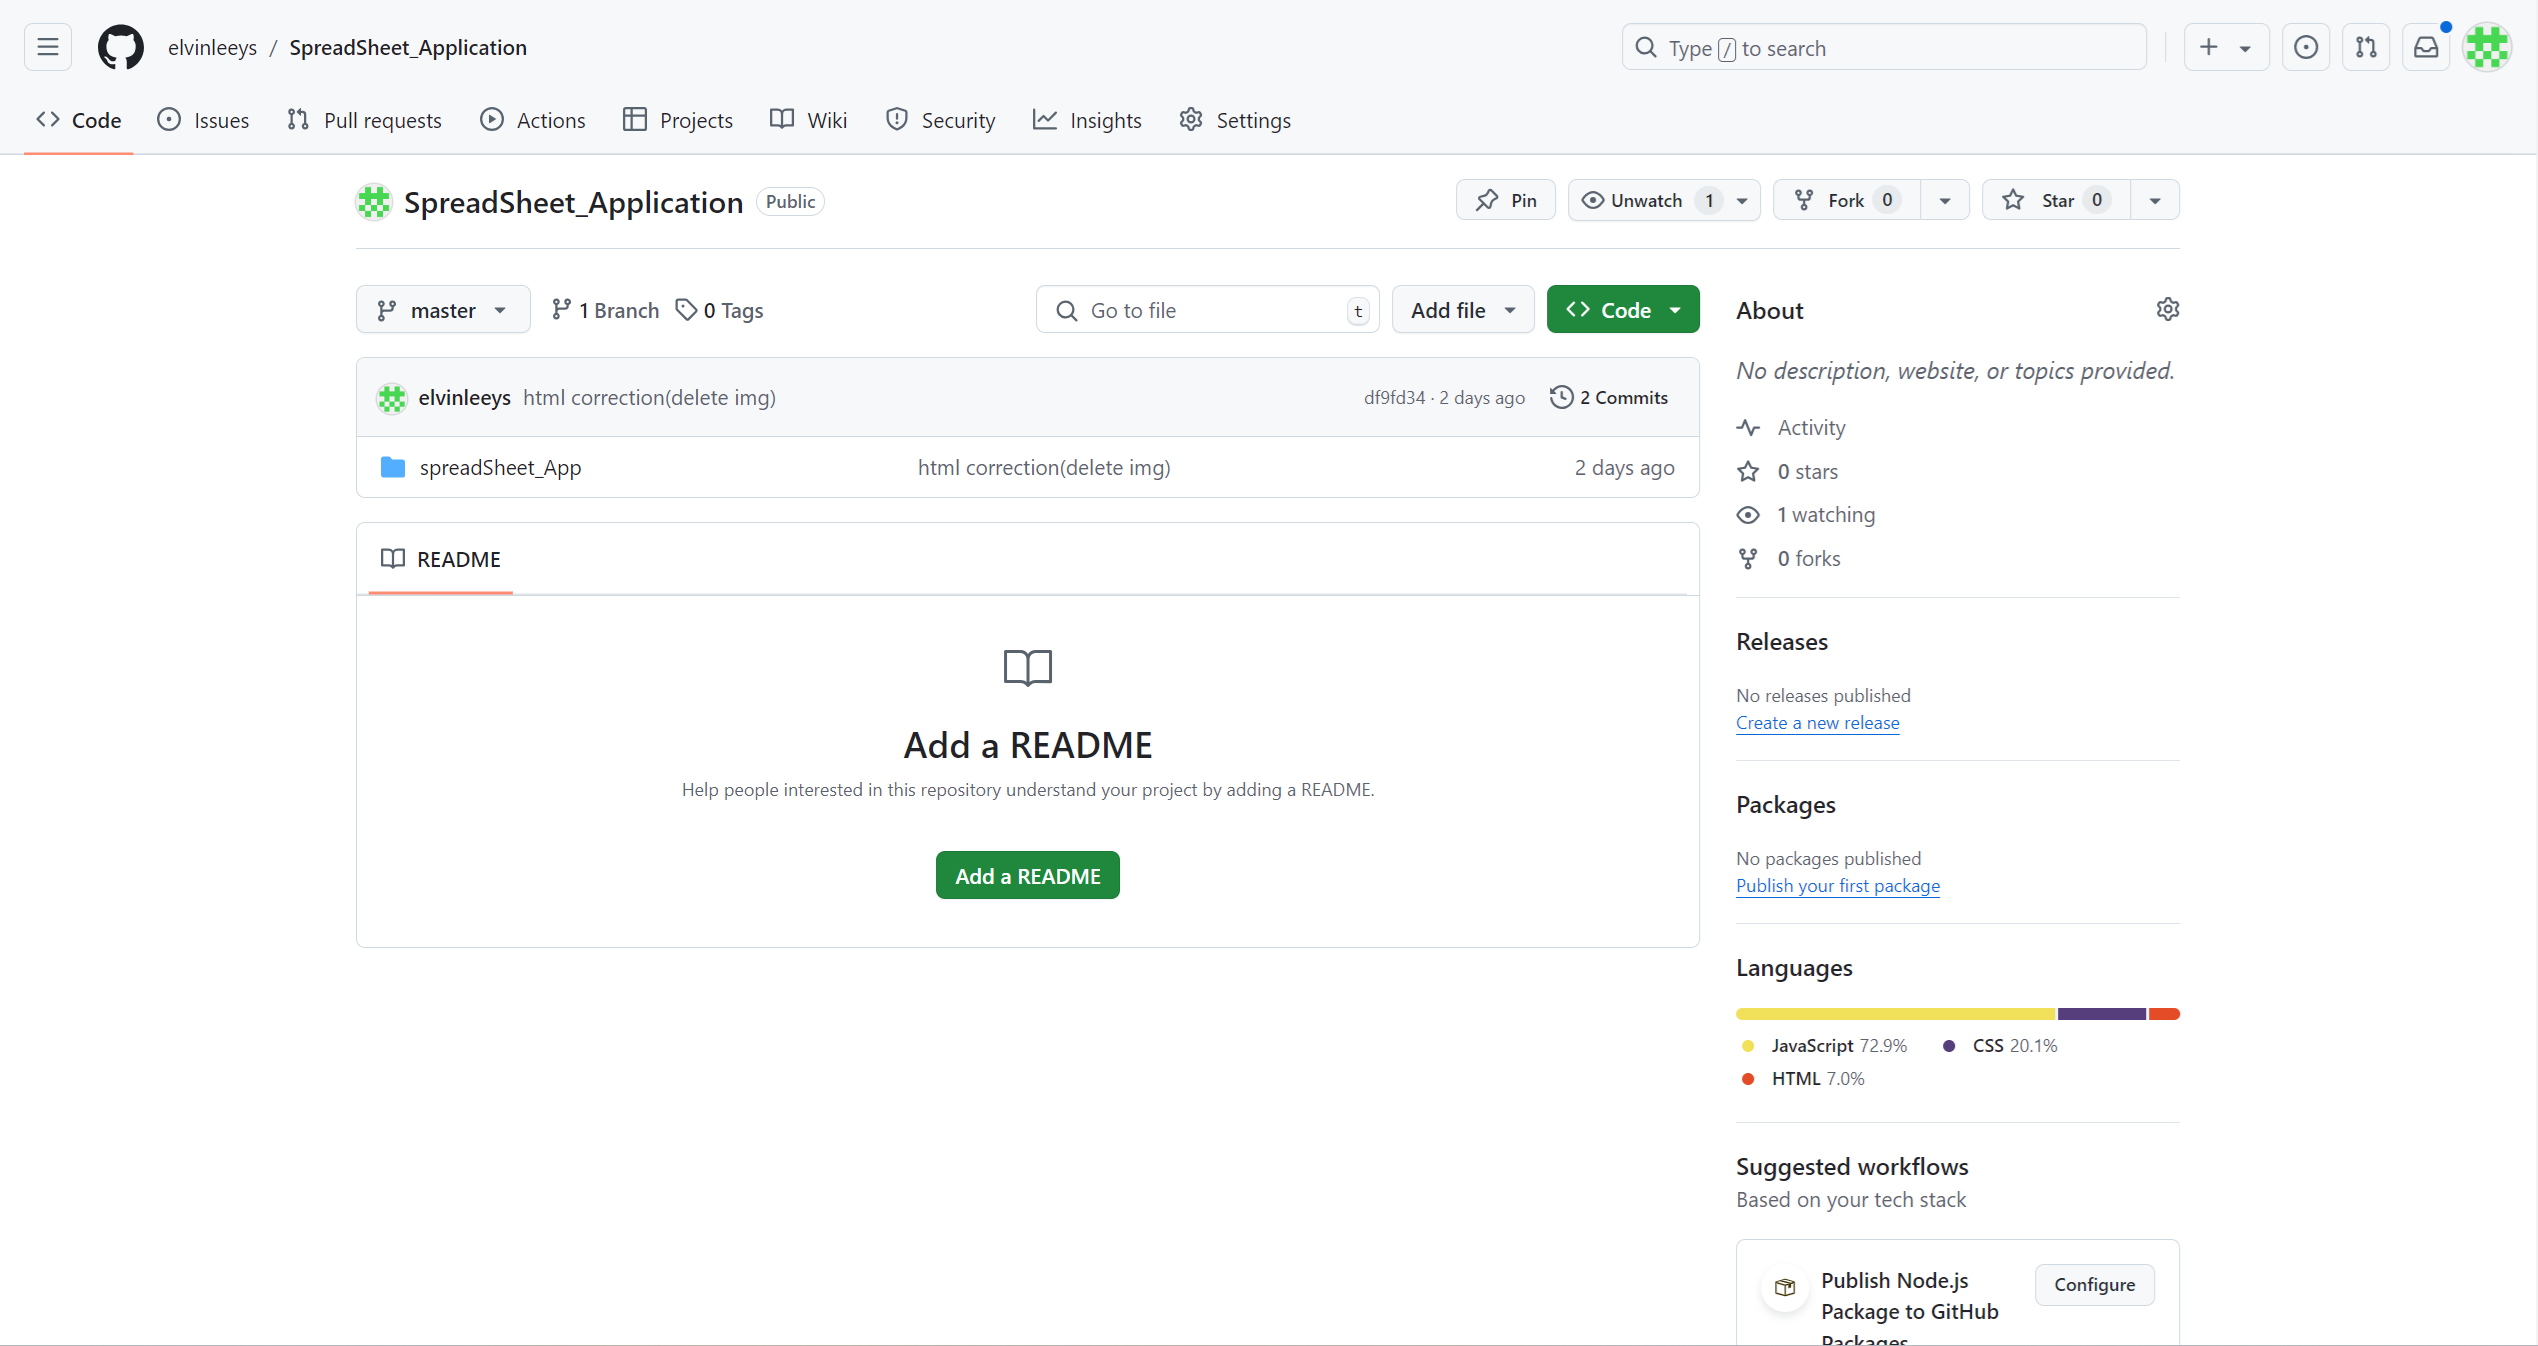 elvinleeys / SpreadSheet_Application
Type / to search
Code Issues Pull requests Actions Projects Wiki Security Insights Settings
SpreadSheet_Application Public
Pin Unwatch 1 Fork 0 Star 0
master 1 Branch 0 Tags Go to file t Add file Code
elvinleeys html correction(delete img) df9fd34 · 2 days ago 2 Commits
spreadSheet_App html correction(delete img) 2 days ago
README
Add a README
Help people interested in this repository understand your project by adding a README.
Add a README
About
No description, website, or topics provided.
Activity
0 stars
1 watching
0 forks
Releases
No releases published
Create a new release
Packages
No packages published
Publish your first package
Languages
JavaScript 72.9% CSS 20.1%
HTML 7.0%
Suggested workflows
Based on your tech stack
Publish Node.js Configure
Package to GitHub
Packages